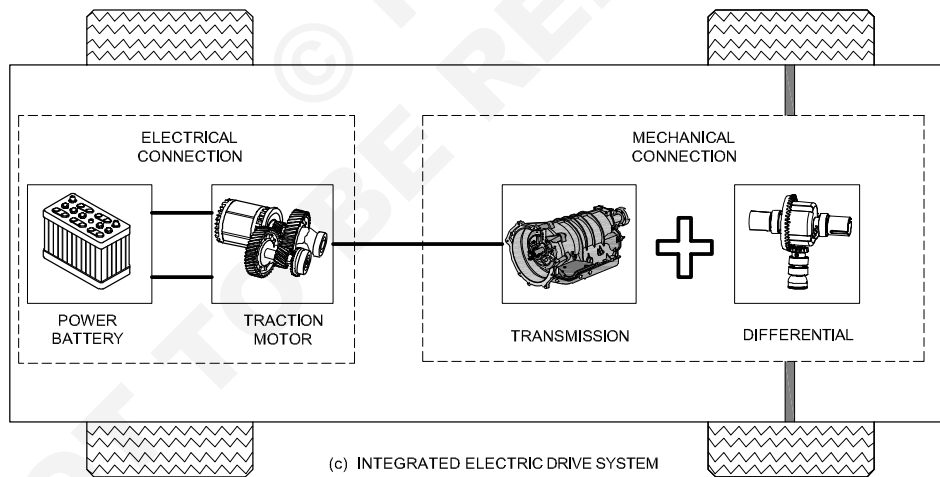 ELECTRICAL
CONNECTION
MECHANICAL
CONNECTION
POWER
BATTERY
TRACTION
MOTOR
TRANSMISSION
DIFFERENTIAL
(c) INTEGRATED ELECTRIC DRIVE SYSTEM